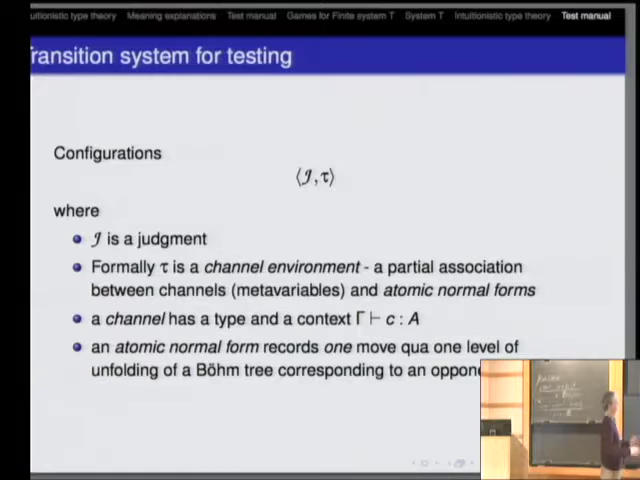 uitionistic type theory Meaning explanations Test manual Games for Finite system T System T Intuitionistic type theory Test manual
ransition system for testing
Configurations
⟨𝒥, τ⟩
where
𝒥 is a judgment
Formally τ is a channel environment - a partial association
between channels (metavariables) and atomic normal forms
a channel has a type and a context Γ ⊢ c : A
an atomic normal form records one move qua one level of
unfolding of a Böhm tree corresponding to an oppone